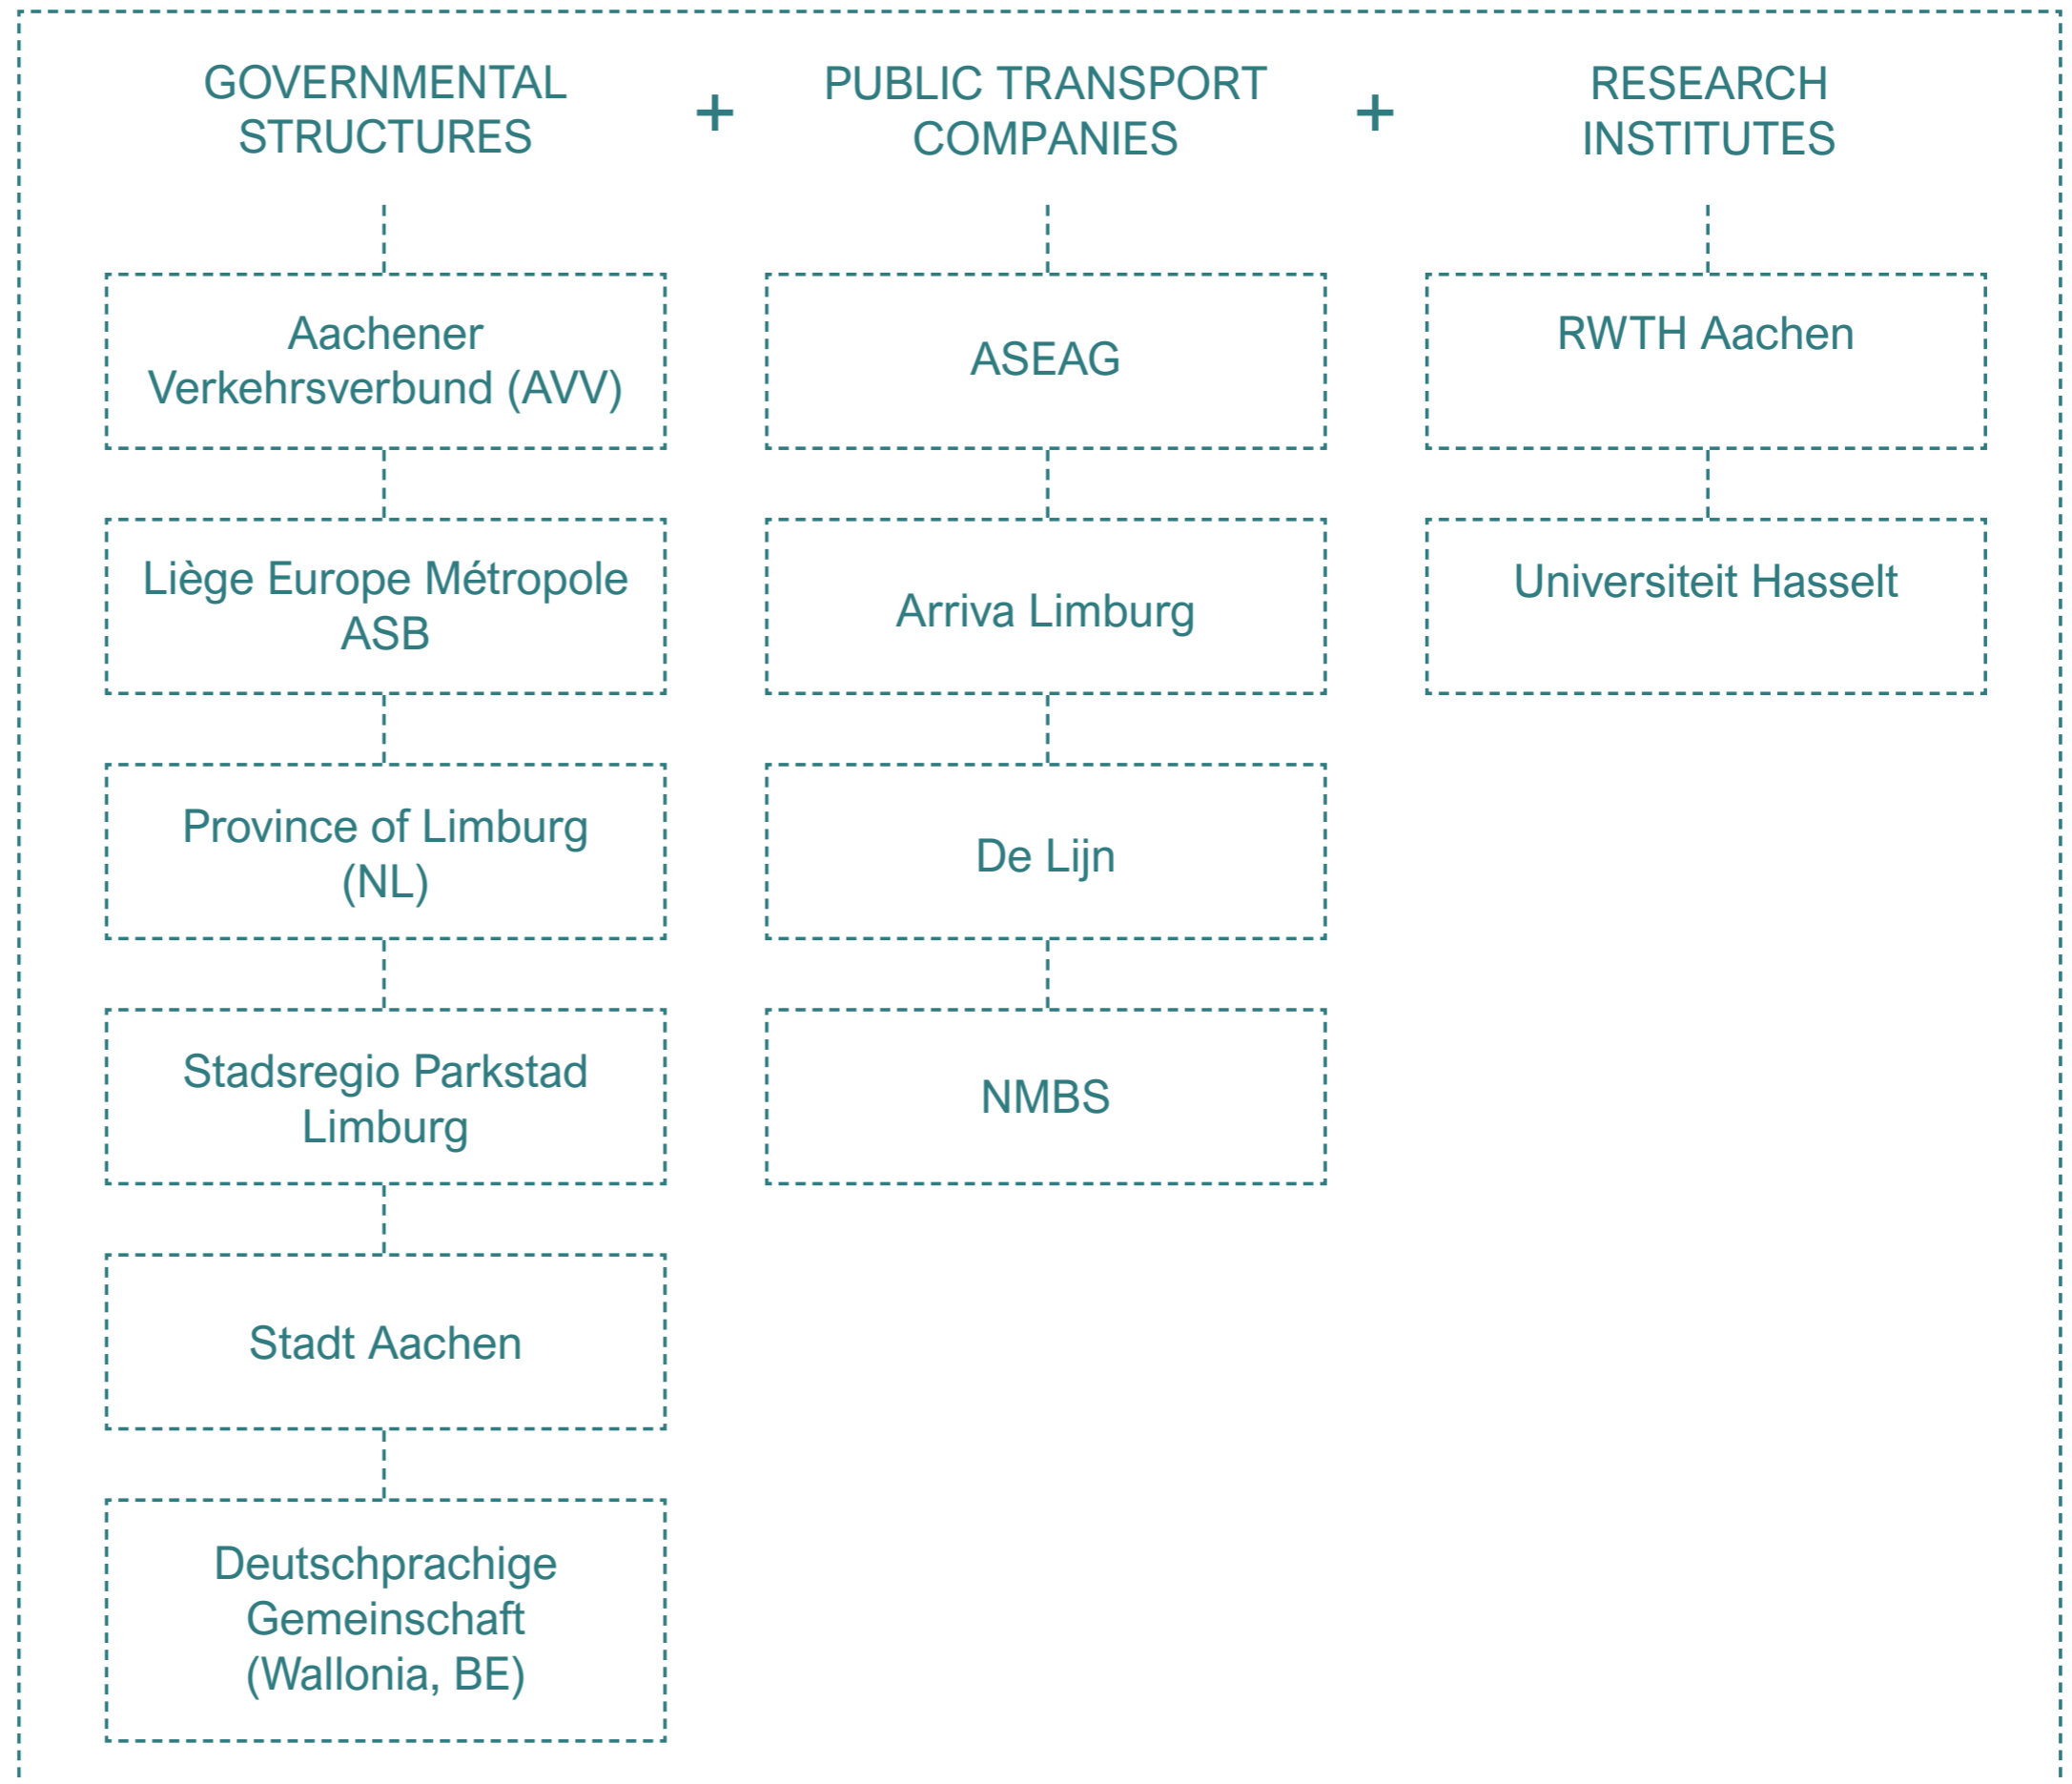 GOVERNMENTAL
STRUCTURES
+
PUBLIC TRANSPORT
COMPANIES
+
RESEARCH
INSTITUTES
Aachener
Verkehrsverbund (AVV)
Liège Europe Métropole
ASB
Province of Limburg
(NL)
Stadsregio Parkstad
Limburg
Stadt Aachen
Deutschprachige
Gemeinschaft
(Wallonia, BE)
ASEAG
Arriva Limburg
De Lijn
NMBS
RWTH Aachen
Universiteit Hasselt